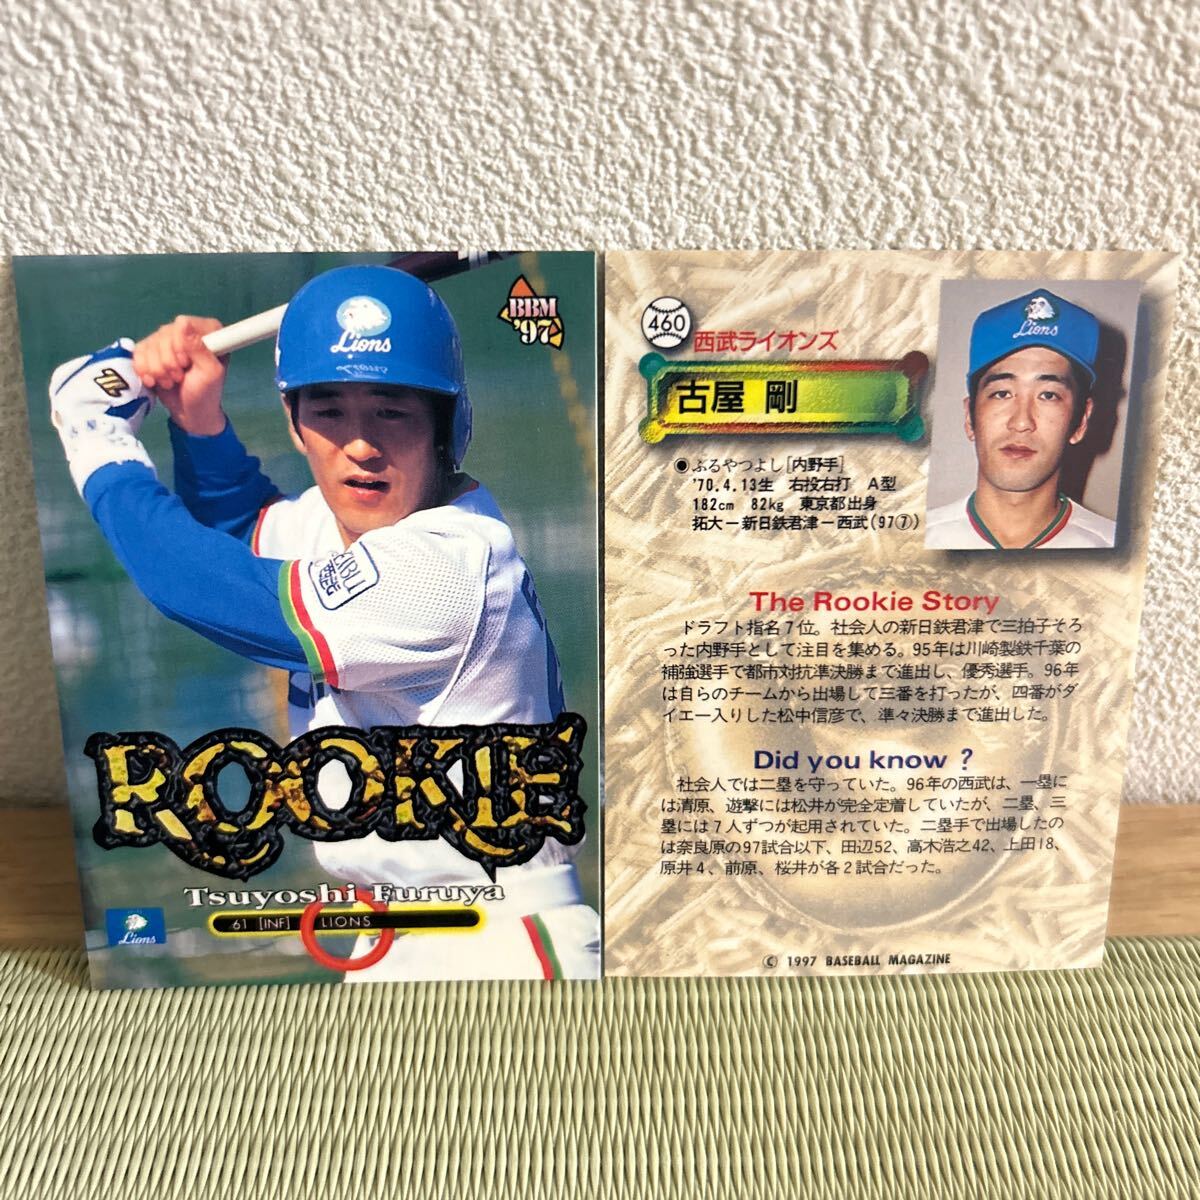 Lions
SEIBU
西武
BBM
'97
ROOKIE
Tsuyoshi Furuya
61 [INF] LIONS
Lions
460
西武ライオンズ
古屋 剛
Lions
◉ふるやつよし[内野手]
'70.4.13生 右投右打 A型
182cm 82kg 東京都出身
拓大ー新日鉄君津ー西武(97⑦)
The Rookie Story
ドラフト指名7位。社会人の新日鉄君津で三拍子そろ
った内野手として注目を集める。95年は川崎製鉄千葉の
補強選手で都市対抗準決勝まで進出し、優秀選手。96年
は自らのチームから出場して三番を打ったが、四番がダ
イエー入りした松中信彦で、準々決勝まで進出した。
Did you know ?
社会人では二塁を守っていた。96年の西武は、一塁に
は清原、遊撃には松井が完全定着していたが、二塁、三
塁には7人ずつが起用されていた。二塁手で出場したの
は奈良原の97試合以下、田辺52、高木浩之42、上田18、
原井4、前原、桜井が各2試合だった。
© 1997 BASEBALL MAGAZINE